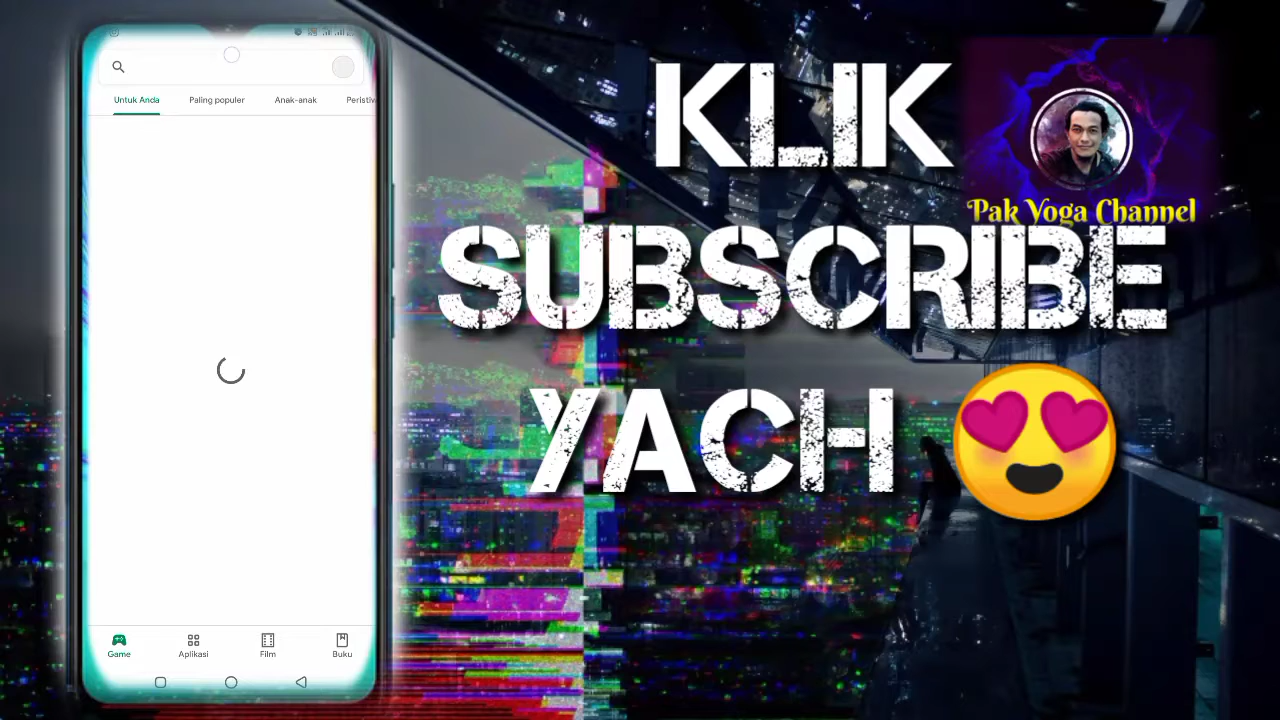 Untuk Anda Paling populer Anak-anak
KLIK
Pak Yoga Channel
SUBSCRIBE
YACH
Game Aplikasi Film Buku